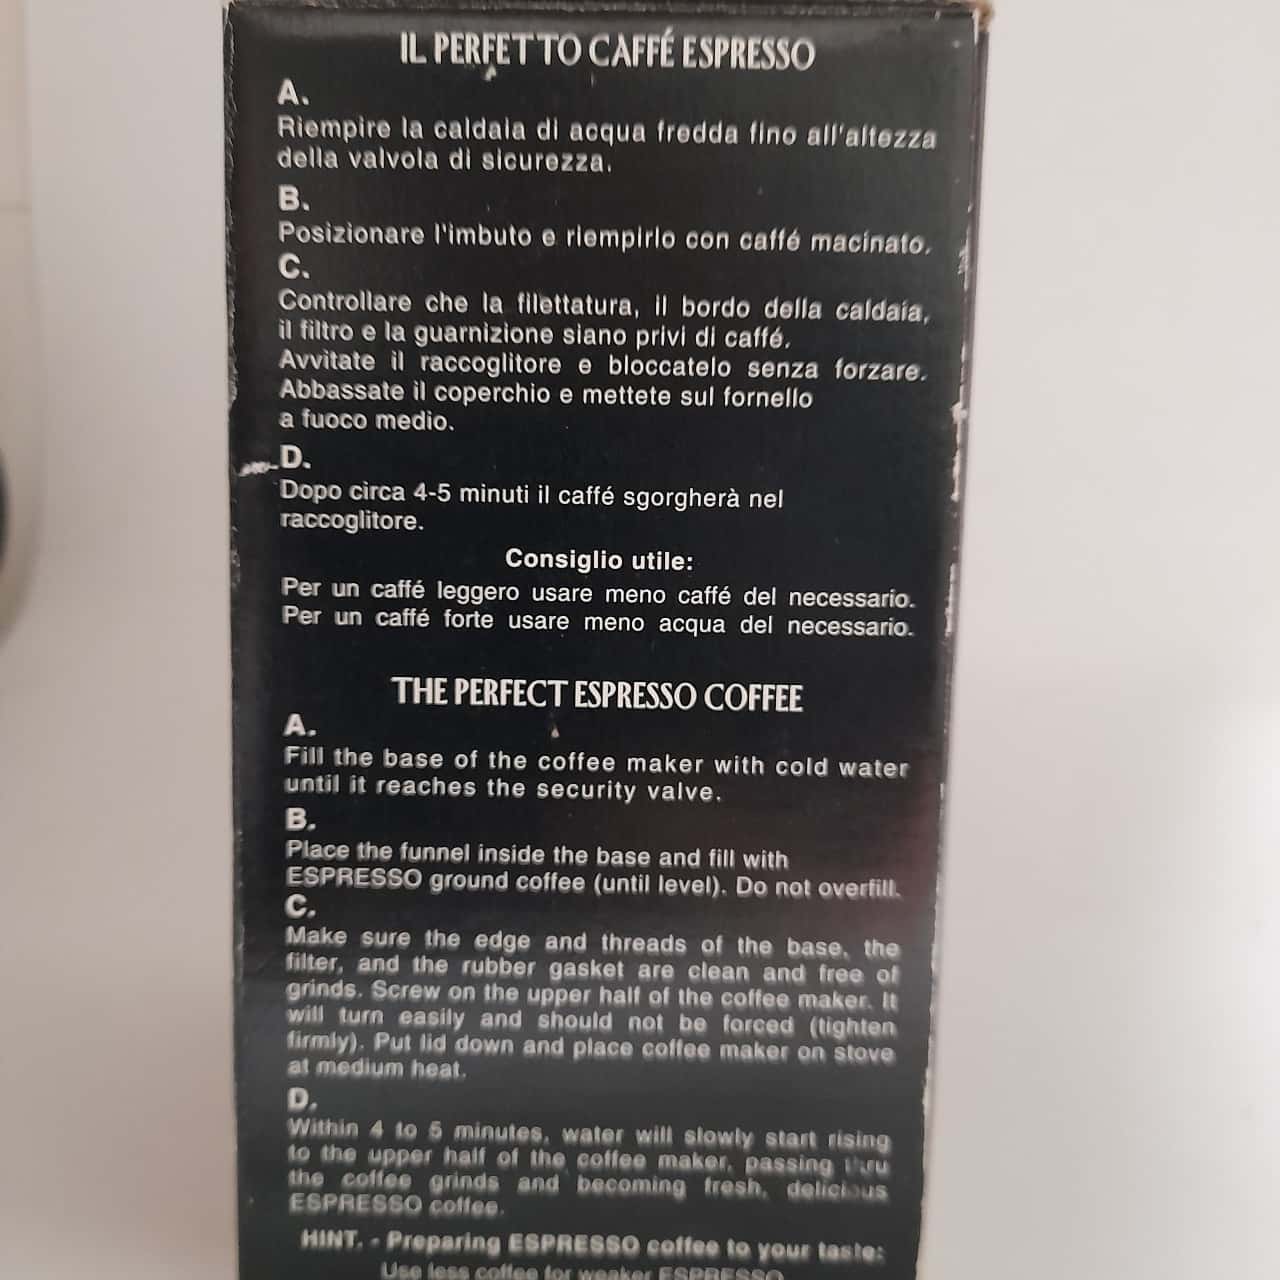 IL PERFETTO CAFFÉ ESPRESSO
A.
Riempire la caldaia di acqua fredda fino all'altezza
della valvola di sicurezza.
B.
Posizionare l'imbuto e riempirlo con caffé macinato.
C.
Controllare che la filettatura, il bordo della caldaia,
il filtro e la guarnizione siano privi di caffé.
Avvitate il raccoglitore e bloccatelo senza forzare.
Abbassate il coperchio e mettete sul fornello
a fuoco medio.
D.
Dopo circa 4-5 minuti il caffé sgorgherà nel
raccoglitore.
Consiglio utile:
Per un caffé leggero usare meno caffé del necessario.
Per un caffé forte usare meno acqua del necessario.
THE PERFECT ESPRESSO COFFEE
A.
Fill the base of the coffee maker with cold water
until it reaches the security valve.
B.
Place the funnel inside the base and fill with
ESPRESSO ground coffee (until level). Do not overfill.
C.
Make sure the edge and threads of the base, the
filter, and the rubber gasket are clean and free of
grinds. Screw on the upper half of the coffee maker. It
will turn easily and should not be forced (tighten
firmly). Put lid down and place coffee maker on stove
at medium heat.
D.
Within 4 to 5 minutes, water will slowly start rising
to the upper half of the coffee maker, passing thru
the coffee grinds and becoming fresh, delicious
ESPRESSO coffee.
HINT. - Preparing ESPRESSO coffee to your taste:
Use less coffee for weaker ESPRESSO